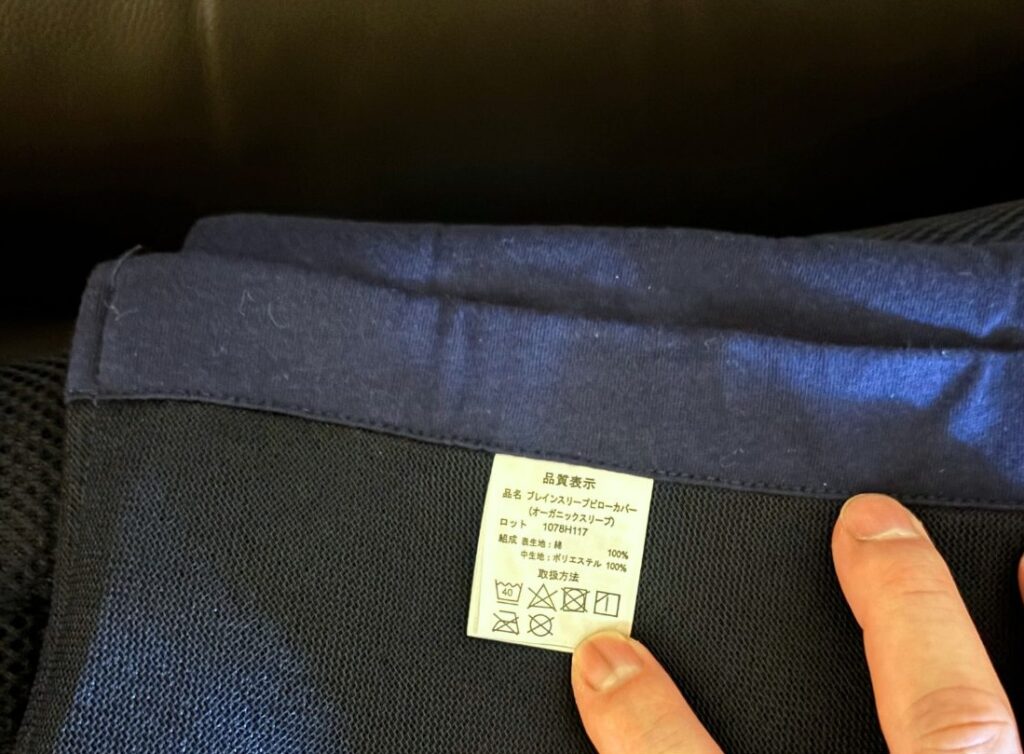 品質表示
品名 ブレインスリープピローカバー
(オーガニックスリープ)
ロット 1078H117
組成 表生地:綿 100%
中生地:ポリエステル 100%
取扱方法
40